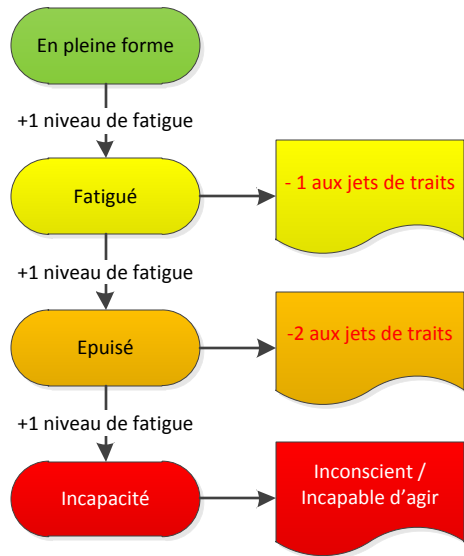 En pleine forme
+1 niveau de fatigue
Fatigué
- 1 aux jets de traits
+1 niveau de fatigue
Epuisé
-2 aux jets de traits
+1 niveau de fatigue
Incapacité
Inconscient /
Incapable d’agir